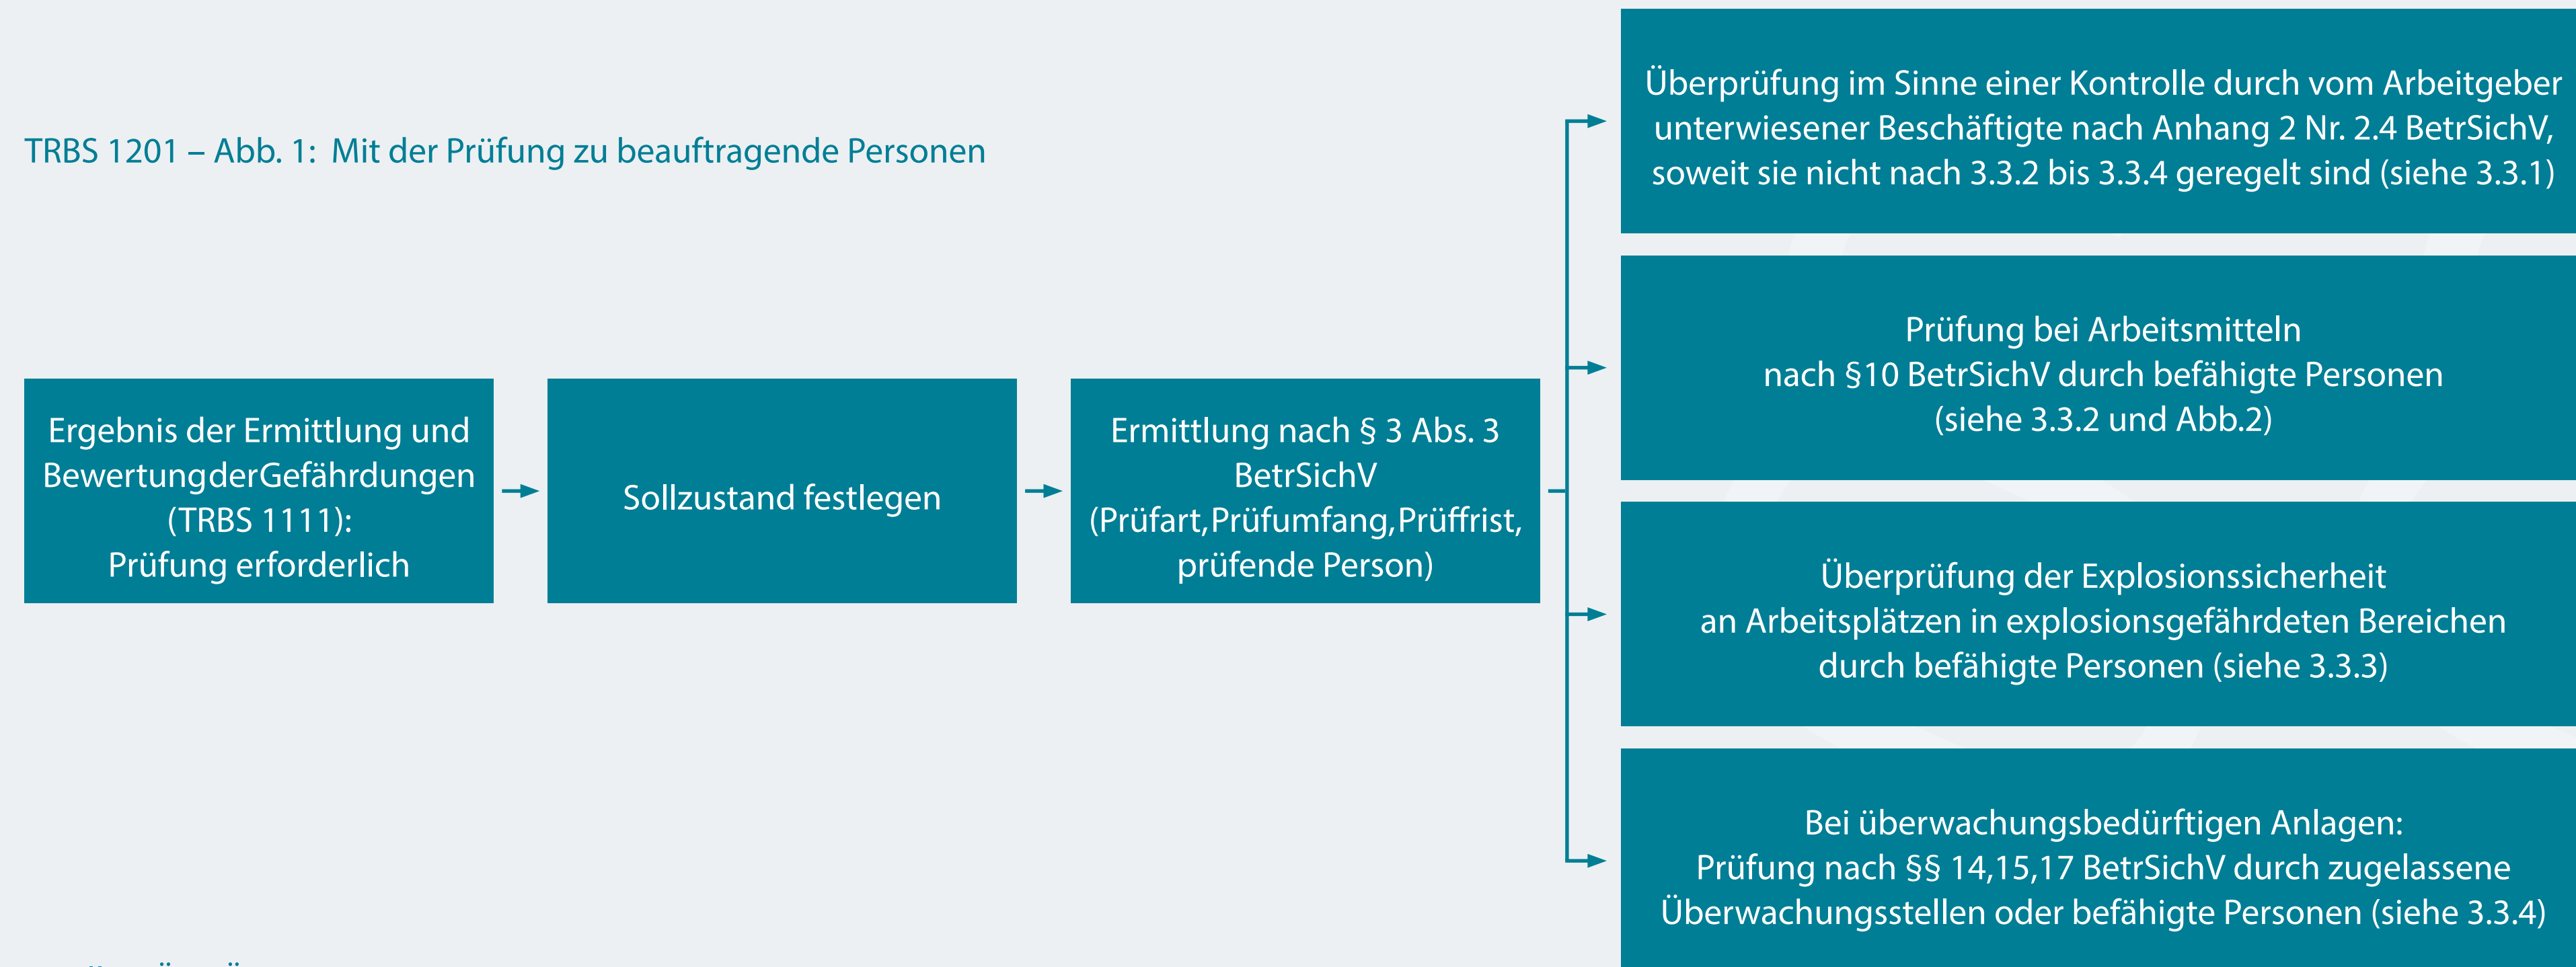 TRBS 1201 – Abb. 1: Mit der Prüfung zu beauftragende Personen
Ergebnis der Ermittlung und
BewertungderGefährdungen
(TRBS 1111):
Prüfung erforderlich
Sollzustand festlegen
Ermittlung nach § 3 Abs. 3
BetrSichV
(Prüfart,Prüfumfang,Prüffrist,
prüfende Person)
Überprüfung im Sinne einer Kontrolle durch vom Arbeitgeber
unterwiesener Beschäftigte nach Anhang 2 Nr. 2.4 BetrSichV,
soweit sie nicht nach 3.3.2 bis 3.3.4 geregelt sind (siehe 3.3.1)
Prüfung bei Arbeitsmitteln
nach §10 BetrSichV durch befähigte Personen
(siehe 3.3.2 und Abb.2)
Überprüfung der Explosionssicherheit
an Arbeitsplätzen in explosionsgefährdeten Bereichen
durch befähigte Personen (siehe 3.3.3)
Bei überwachungsbedürftigen Anlagen:
Prüfung nach §§ 14,15,17 BetrSichV durch zugelassene
Überwachungsstellen oder befähigte Personen (siehe 3.3.4)